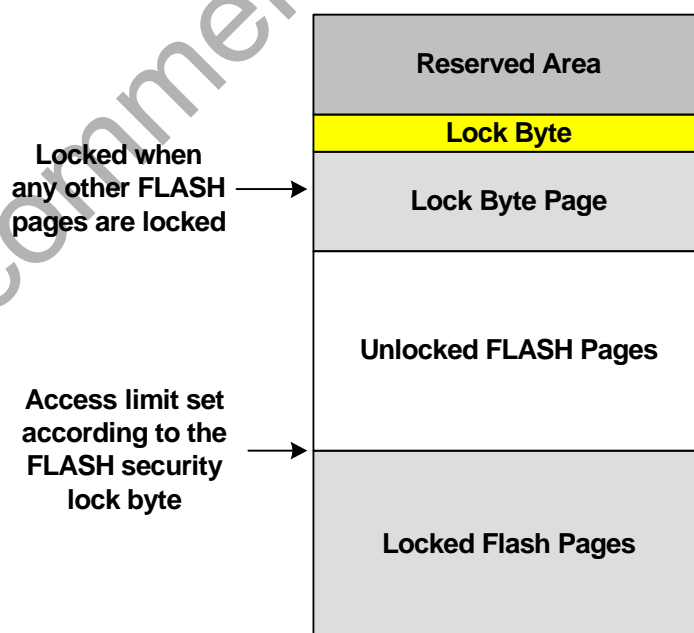 Reserved Area
Lock Byte
Locked when
any other FLASH
pages are locked
Lock Byte Page
Unlocked FLASH Pages
Access limit set
according to the
FLASH security
lock byte
Locked Flash Pages